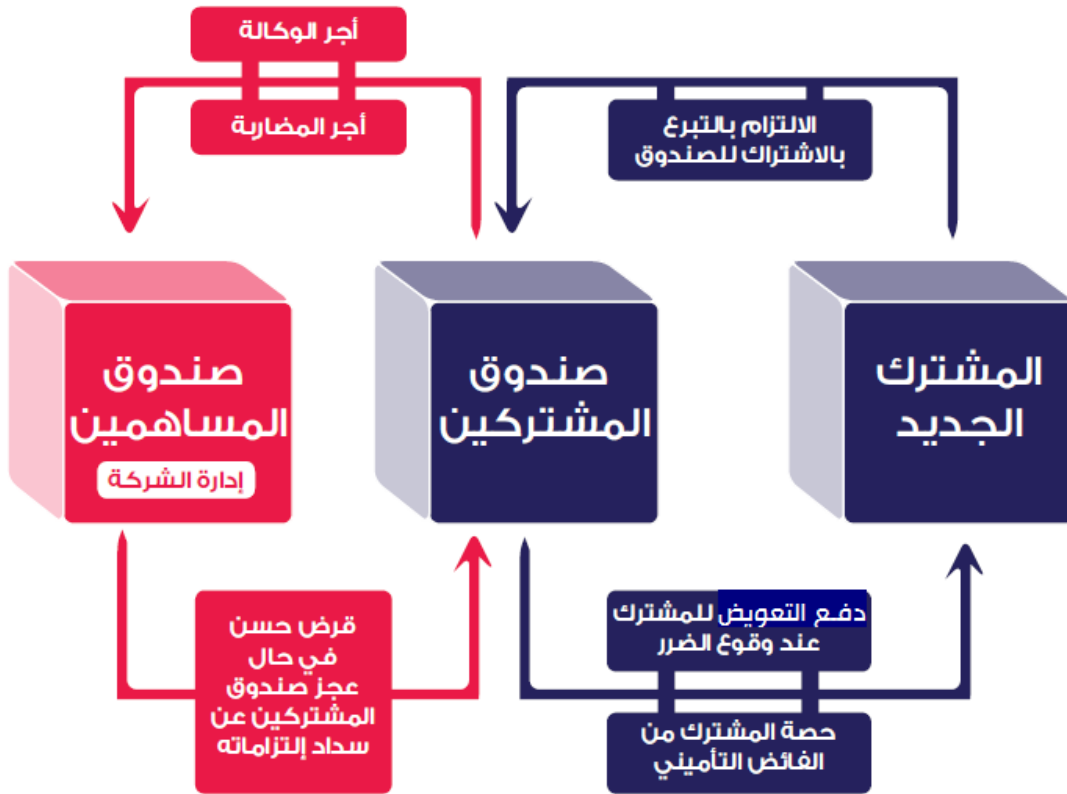 أجر الوكالة
أجر المضاربة
الالتزام بالتبرع
بالاشتراك للصندوق
المشترك
الجديد
صندوق
المشتركين
صندوق
المساهمين
إدارة الشركة
دفع التعويض للمشترك
عند وقوع الضرر
حصة المشترك من
الفائض التأميني
قرض حسن
في حال
عجز صندوق
المشتركين عن
سداد إلتزاماته